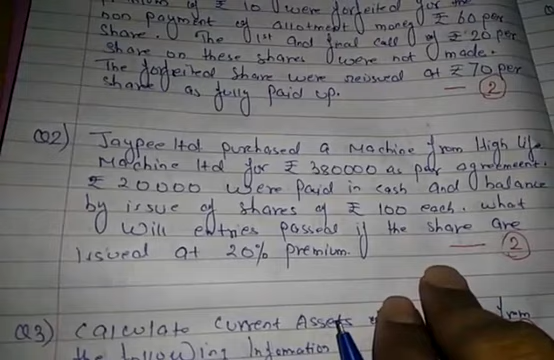 of ₹ 10 were forfeited for the
non payment of allotment money ₹ 60 per
share. The 1st and final call of ₹ 20 per
share on these shares were not made.
The forfeited share were reissued at ₹ 70 per
share as fully paid up. — 2
Q2) Jaypee ltd purchased a Machine from High life
Machine ltd for ₹ 380000 as per agreement.
₹ 20000 were paid in cash and balance
by issue of shares of ₹ 100 each. what
will entries passed if the share are
issued at 20% premium. — 2
Q3) Calculate Current Assets from
the following Information